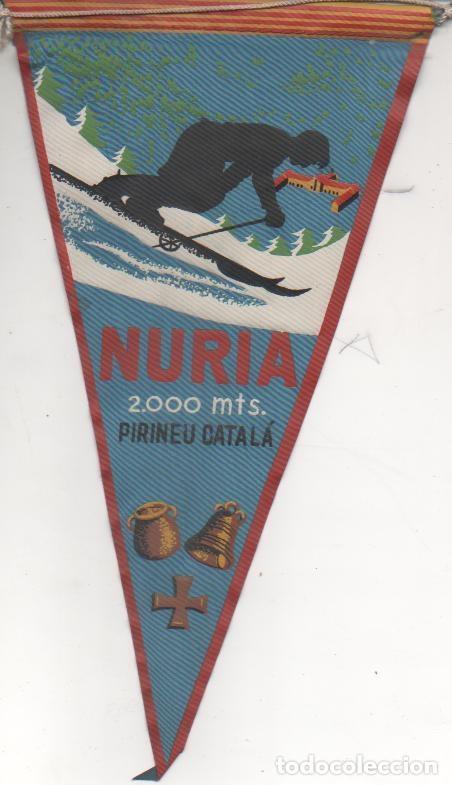 NURIA
2.000 mts.
PIRINEU CATALÁ
todocoleccion